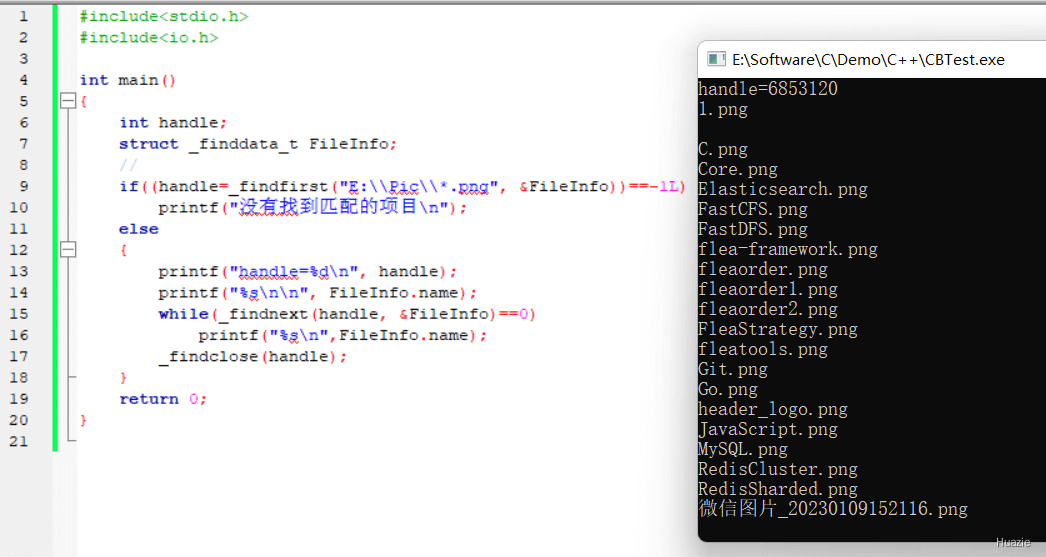 1 #include<stdio.h>
2 #include<io.h>
3
4 int main()
5 {
6 int handle;
7 struct _finddata_t FileInfo;
8 //
9 if((handle=_findfirst("E:\\Pic\\*.png", &FileInfo))==-1L)
10 printf("没有找到匹配的项目\n");
11 else
12 {
13 printf("handle=%d\n", handle);
14 printf("%s\n\n", FileInfo.name);
15 while(_findnext(handle, &FileInfo)==0)
16 printf("%s\n",FileInfo.name);
17 _findclose(handle);
18 }
19 return 0;
20 }
21
E:\Software\C\Demo\C++\CBTest.exe
handle=6853120
1.png
C.png
Core.png
Elasticsearch.png
FastCFS.png
FastDFS.png
flea-framework.png
fleaorder.png
fleaorder1.png
fleaorder2.png
FleaStrategy.png
fleatools.png
Git.png
Go.png
header_logo.png
JavaScript.png
MySQL.png
RedisCluster.png
RedisSharded.png
微信图片_20230109152116.png
Huazie